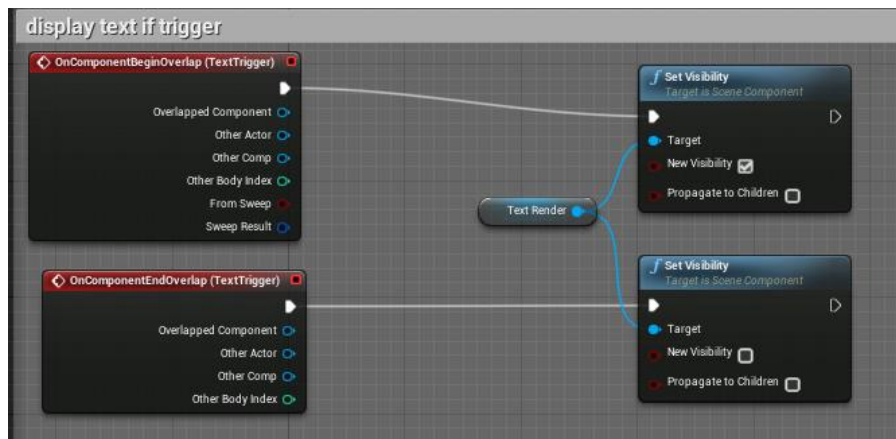 display text if trigger
OnComponentBeginOverlap (TextTrigger)
Overlapped Component
Other Actor
Other Comp
Other Body Index
From Sweep
Sweep Result
Text Render
f Set Visibility
Target is Scene Component
Target
New Visibility
Propagate to Children
OnComponentEndOverlap (TextTrigger)
Overlapped Component
Other Actor
Other Comp
Other Body Index
f Set Visibility
Target is Scene Component
Target
New Visibility
Propagate to Children